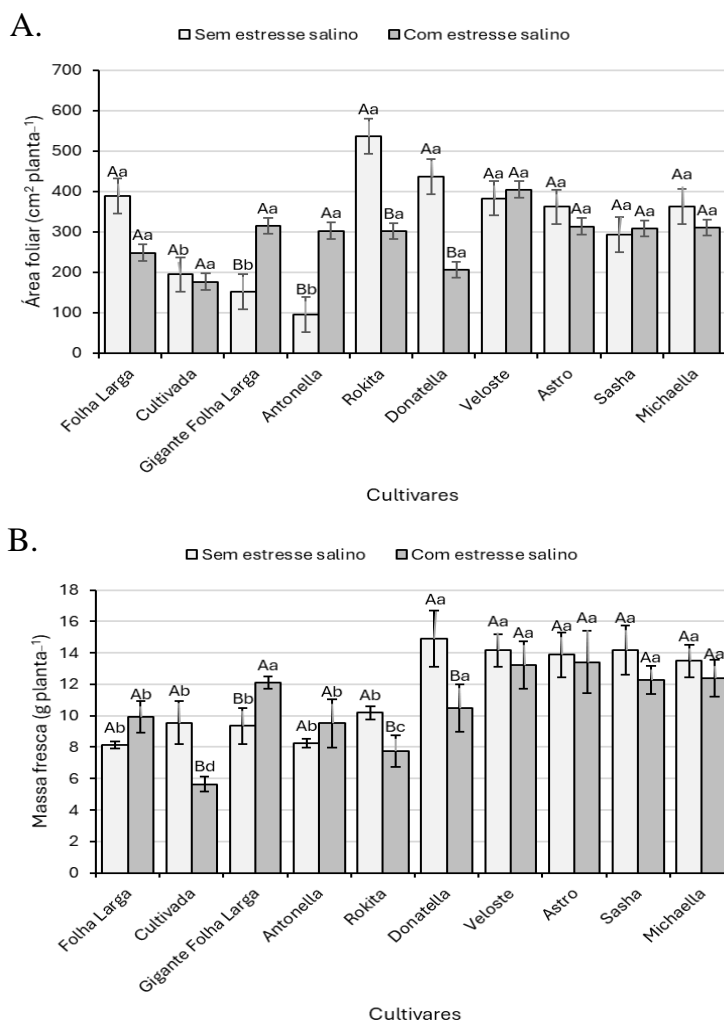 A.
Sem estresse salino Com estresse salino
Área foliar (cm² planta⁻¹)
700
600
500
400
300
200
100
0
Aa Aa Ab Aa Bb Aa Bb Aa Aa Ba Aa Ba Aa Aa Aa Aa Aa Aa Aa Aa
Folha Larga
Cultivada
Gigante Folha Larga
Antonella
Rokita
Donatella
Veloste
Astro
Sasha
Michaella
Cultivares
B.
Sem estresse salino Com estresse salino
Massa fresca (g planta⁻¹)
18
16
14
12
10
8
6
4
2
0
Ab Ab Ab Bd Bb Aa Ab Ab Ab Bc Aa Ba Aa Aa Aa Aa Aa Aa Aa Aa
Folha Larga
Cultivada
Gigante Folha Larga
Antonella
Rokita
Donatella
Veloste
Astro
Sasha
Michaella
Cultivares